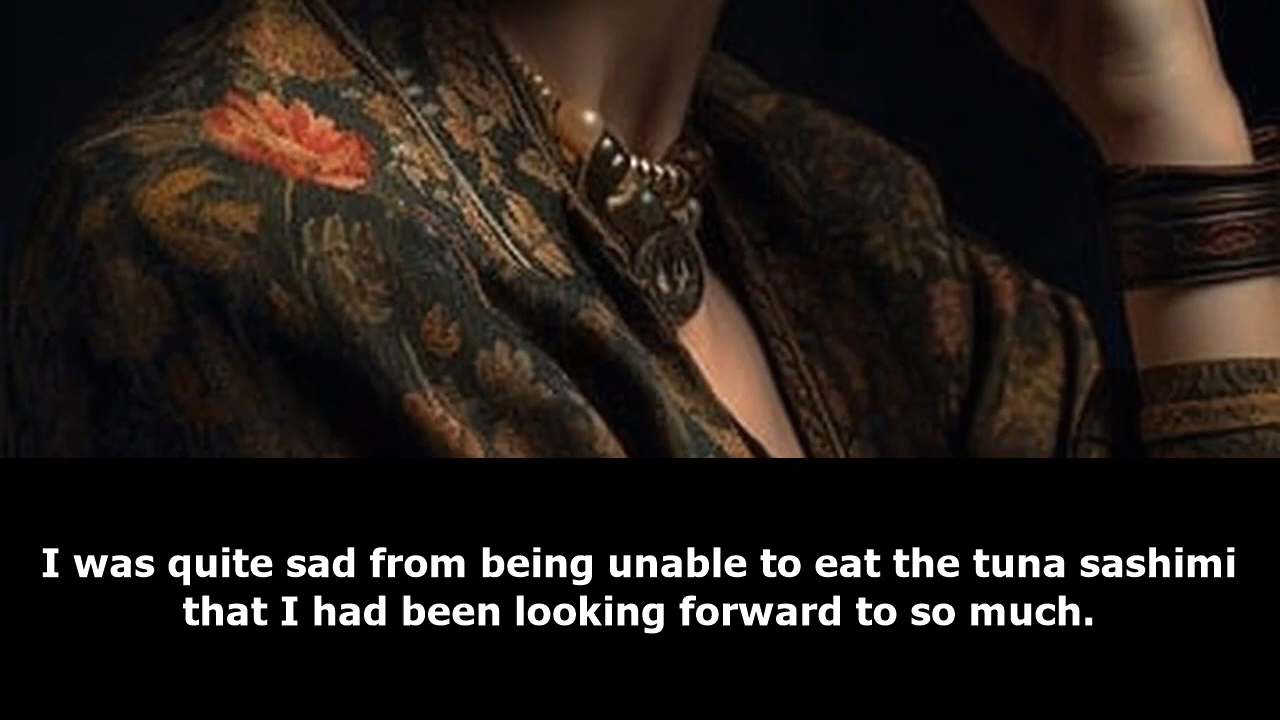 I was quite sad from being unable to eat the tuna sashimi
that I had been looking forward to so much.